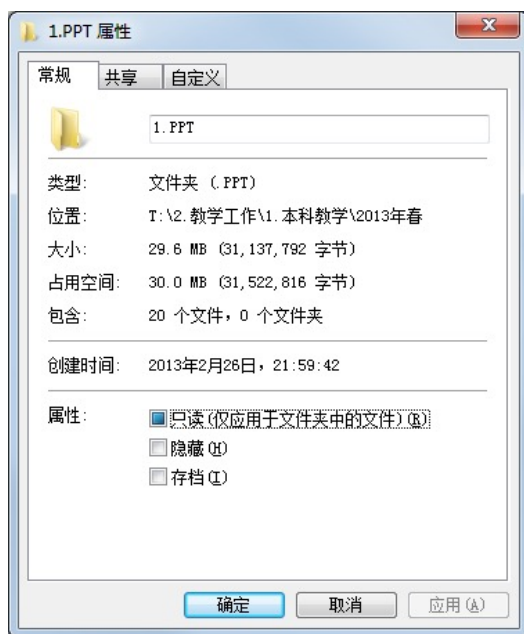 1.PPT 属性
常规 共享 自定义
1.PPT
类型: 文件夹 (.PPT)
位置: T:\2.教学工作\1.本科教学\2013年春
大小: 29.6 MB (31,137,792 字节)
占用空间: 30.0 MB (31,522,816 字节)
包含: 20 个文件，0 个文件夹
创建时间: 2013年2月26日，21:59:42
属性: 只读(仅应用于文件夹中的文件)(R)
隐藏(H)
存档(I)
确定 取消 应用(A)